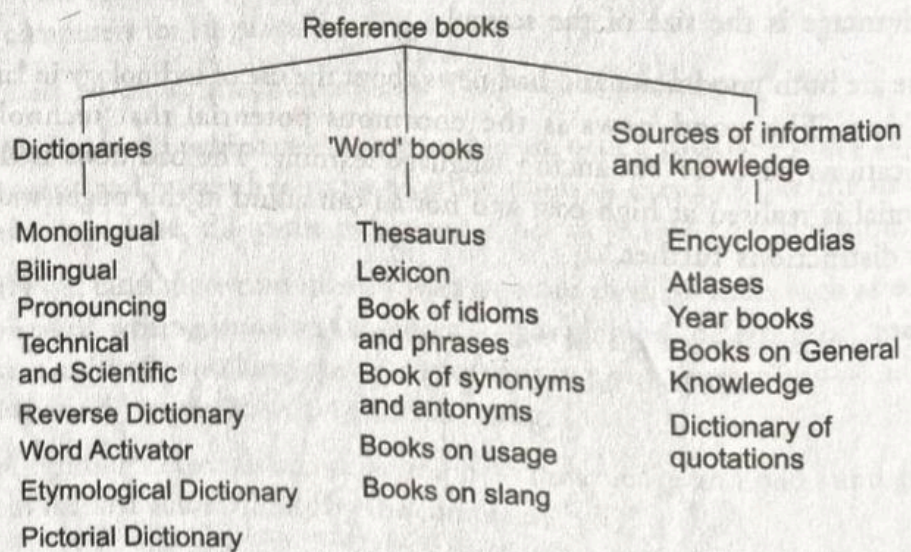 Reference books
Dictionaries
Monolingual
Bilingual
Pronouncing
Technical
and Scientific
Reverse Dictionary
Word Activator
Etymological Dictionary
Pictorial Dictionary
'Word' books
Thesaurus
Lexicon
Book of idioms
and phrases
Book of synonyms
and antonyms
Books on usage
Books on slang
Sources of information
and knowledge
Encyclopedias
Atlases
Year books
Books on General
Knowledge
Dictionary of
quotations